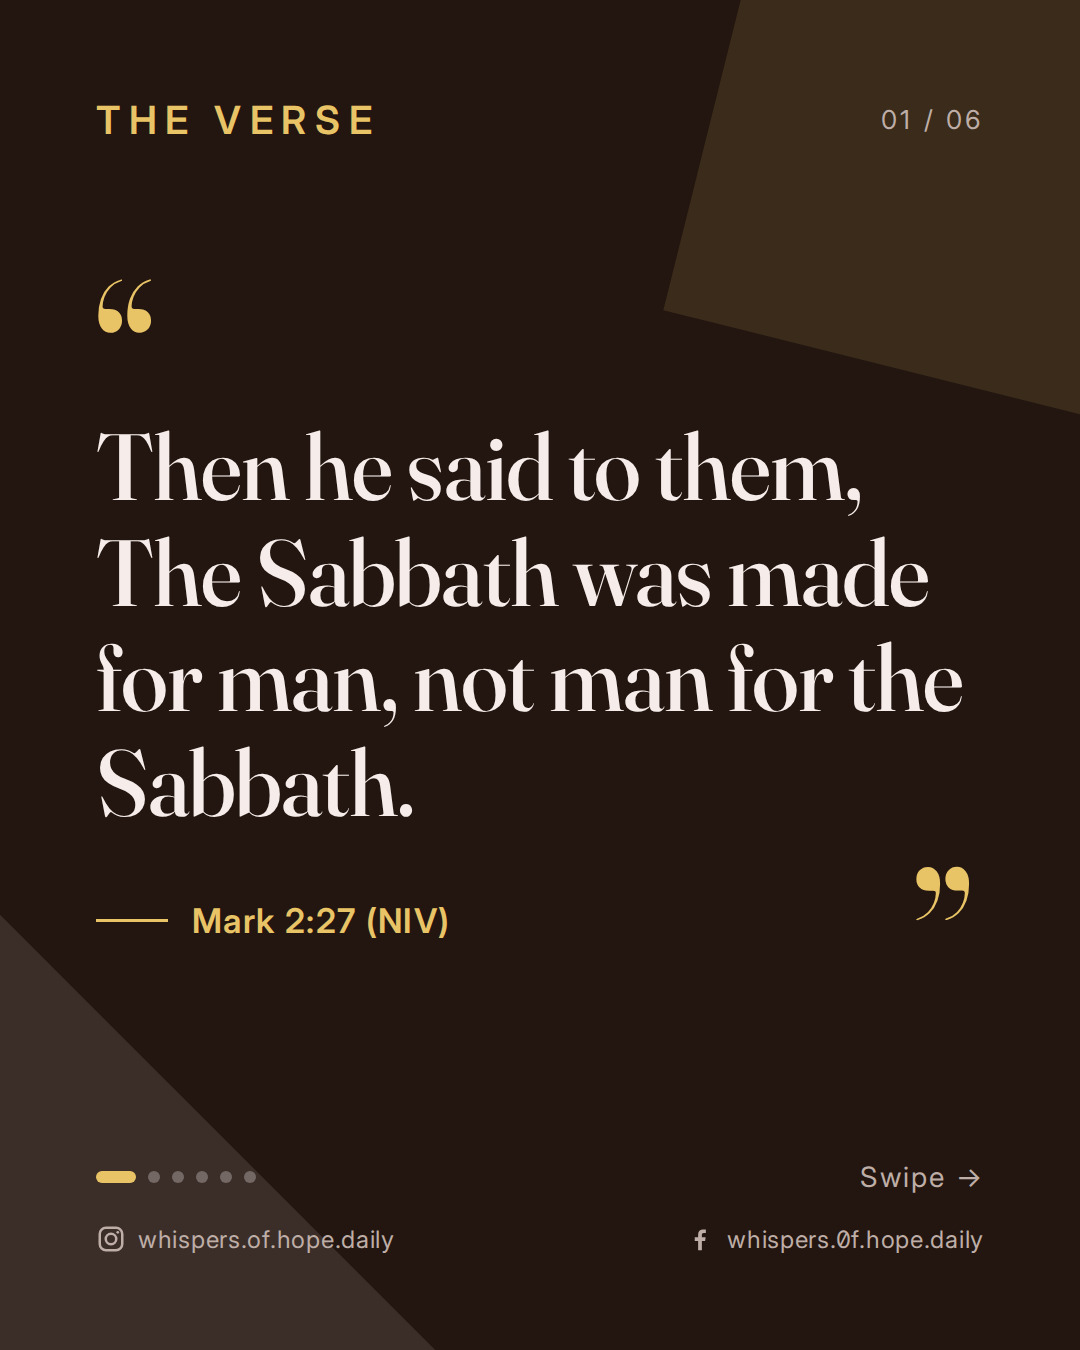 THE VERSE
01 / 06
“
Then he said to them,
The Sabbath was made
for man, not man for the
Sabbath.
”
Mark 2:27 (NIV)
Swipe →
whispers.of.hope.daily
whispers.0f.hope.daily